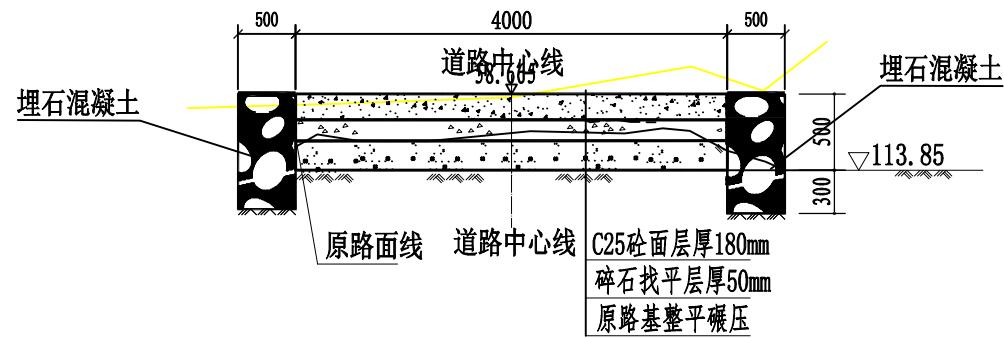 500
4000
500
道路中心线
58.605
埋石混凝土
埋石混凝土
500
113.85
300
原路面线
道路中心线
C25砼面层厚180mm
碎石找平层厚50mm
原路基整平碾压